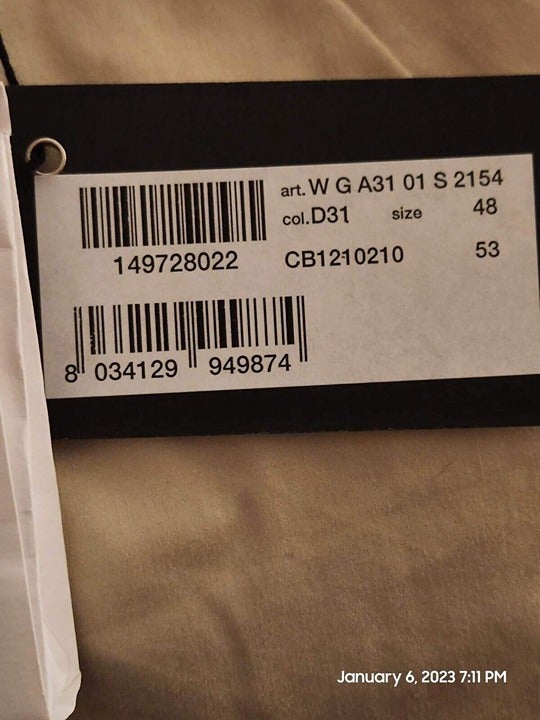 art. W G A31 01 S 2154
col. D31 size 48
149728022 CB1210210 53
8 034129 949874
January 6, 2023 7:11 PM